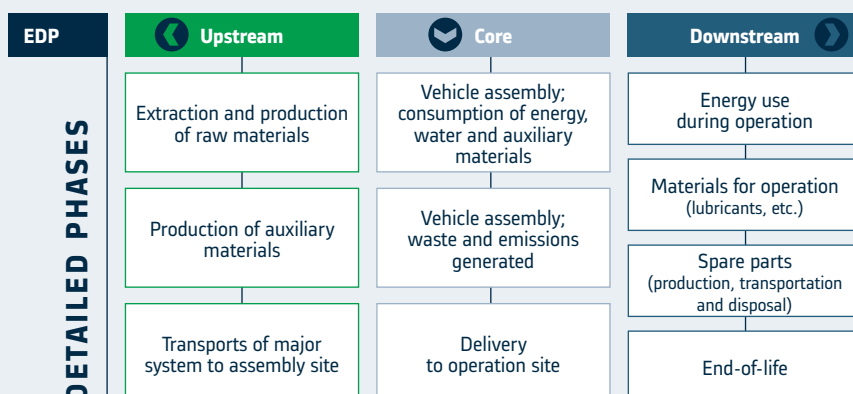 EDP
Upstream
Core
Downstream
DETAILED PHASES
Extraction and production
of raw materials
Production of auxiliary
materials
Transports of major
system to assembly site
Vehicle assembly;
consumption of energy,
water and auxiliary
materials
Vehicle assembly;
waste and emissions
generated
Delivery
to operation site
Energy use
during operation
Materials for operation
(lubricants, etc.)
Spare parts
(production, transportation
and disposal)
End-of-life